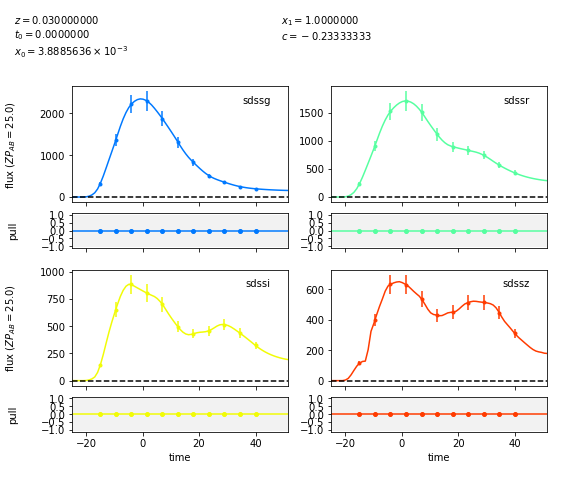 z = 0.030000000
t₀ = 0.0000000
x₀ = 3.8885636 × 10⁻³
x₁ = 1.0000000
c = −0.23333333
flux (ZP_AB = 25.0)
2000
1000
0
sdssg
1500
1000
500
0
sdssr
pull
1.0
0.5
0.0
−0.5
−1.0
1.0
0.5
0.0
−0.5
−1.0
flux (ZP_AB = 25.0)
1000
750
500
250
0
sdssi
600
400
200
0
sdssz
pull
1.0
0.5
0.0
−0.5
−1.0
1.0
0.5
0.0
−0.5
−1.0
−20 0 20 40
−20 0 20 40
time
time